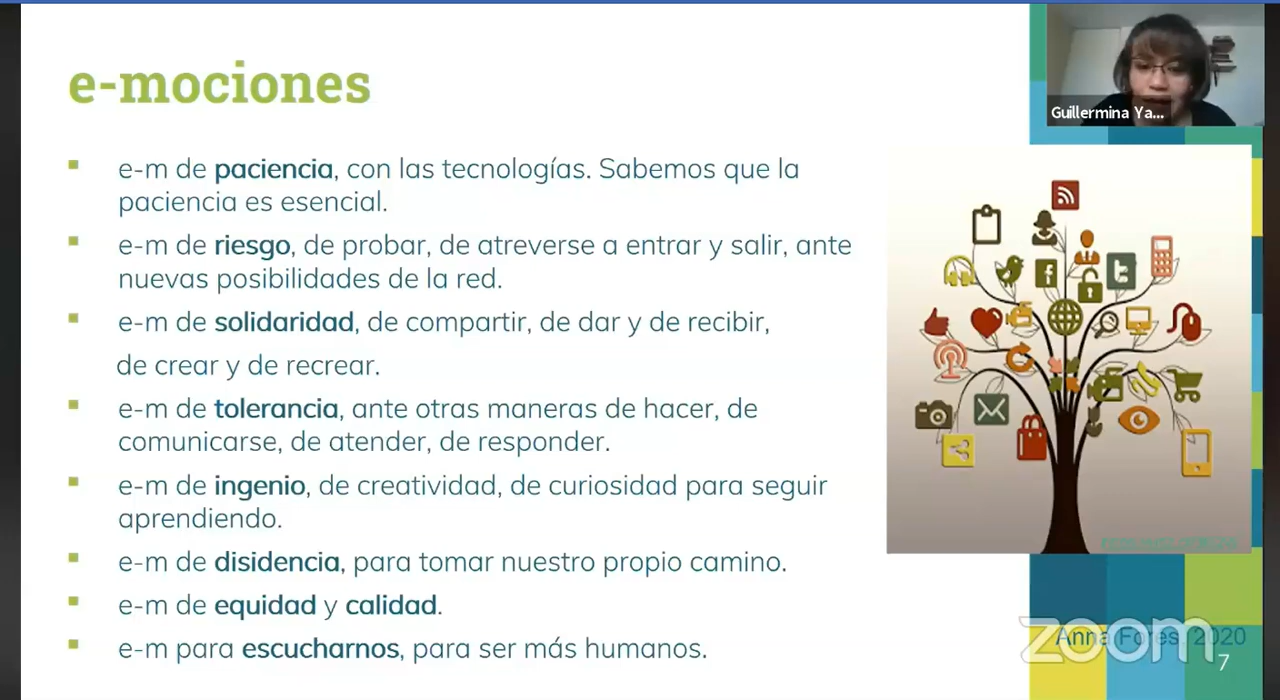 e-mociones
Guillermina Ya...
e-m de paciencia, con las tecnologías. Sabemos que la
paciencia es esencial.
e-m de riesgo, de probar, de atreverse a entrar y salir, ante
nuevas posibilidades de la red.
e-m de solidaridad, de compartir, de dar y de recibir,
de crear y de recrear.
e-m de tolerancia, ante otras maneras de hacer, de
comunicarse, de atender, de responder.
e-m de ingenio, de creatividad, de curiosidad para seguir
aprendiendo.
e-m de disidencia, para tomar nuestro propio camino.
e-m de equidad y calidad.
e-m para escucharnos, para ser más humanos.
Anna Fores, 2020
zoom
7